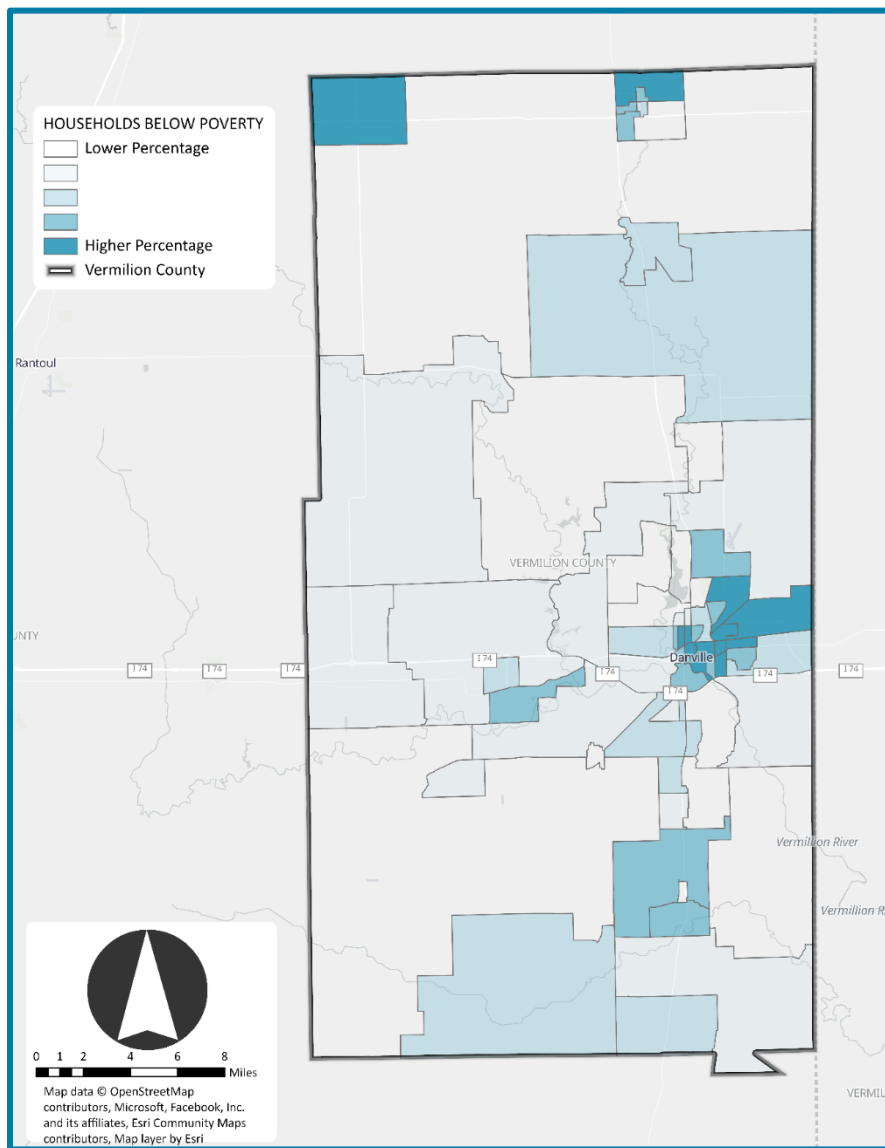 HOUSEHOLDS BELOW POVERTY
Lower Percentage
Higher Percentage
Vermilion County
Rantoul
VERMILION COUNTY
UNTY
I 74
I 74
I 74
I 74
I 74
Danville
I 74
I 74
I 74
Vermillion River
Vermillion Ri
VERMIL
0 1 2 4 6 8
Miles
Map data © OpenStreetMap
contributors, Microsoft, Facebook, Inc.
and its affiliates, Esri Community Maps
contributors, Map layer by Esri